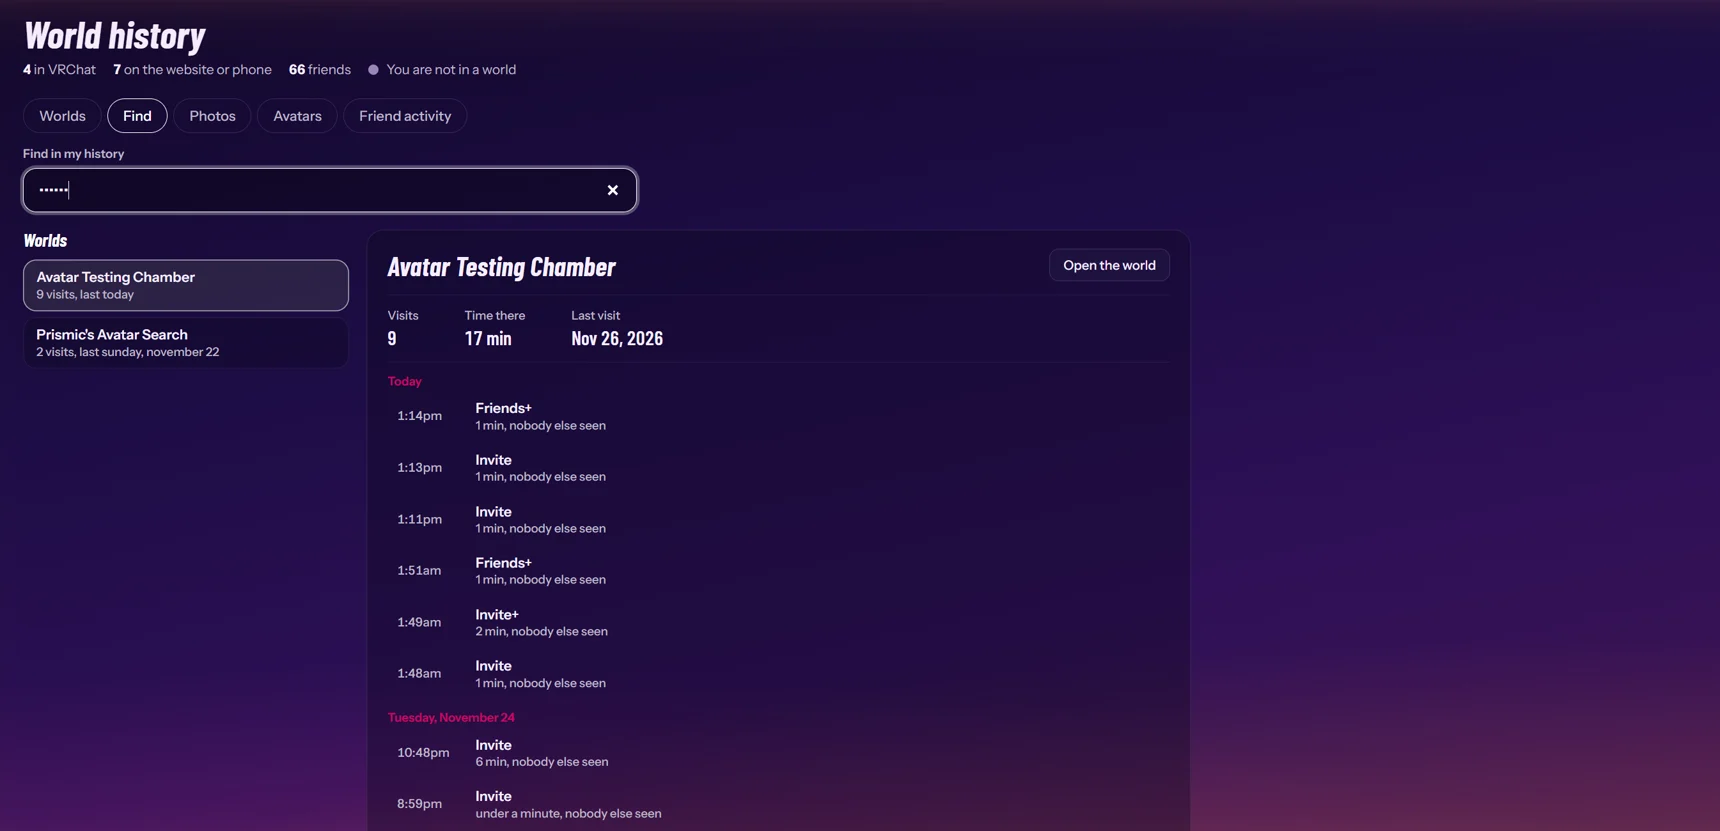 World history
4 in VRChat 7 on the website or phone 66 friends You are not in a world
Worlds Find Photos Avatars Friend activity
Find in my history
••••••
Worlds
Avatar Testing Chamber
9 visits, last today
Prismic's Avatar Search
2 visits, last sunday, november 22
Avatar Testing Chamber
Open the world
Visits Time there Last visit
9 17 min Nov 26, 2026
Today
1:14pm Friends+
1 min, nobody else seen
1:13pm Invite
1 min, nobody else seen
1:11pm Invite
1 min, nobody else seen
1:51am Friends+
1 min, nobody else seen
1:49am Invite+
2 min, nobody else seen
1:48am Invite
1 min, nobody else seen
Tuesday, November 24
10:48pm Invite
6 min, nobody else seen
8:59pm Invite
under a minute, nobody else seen